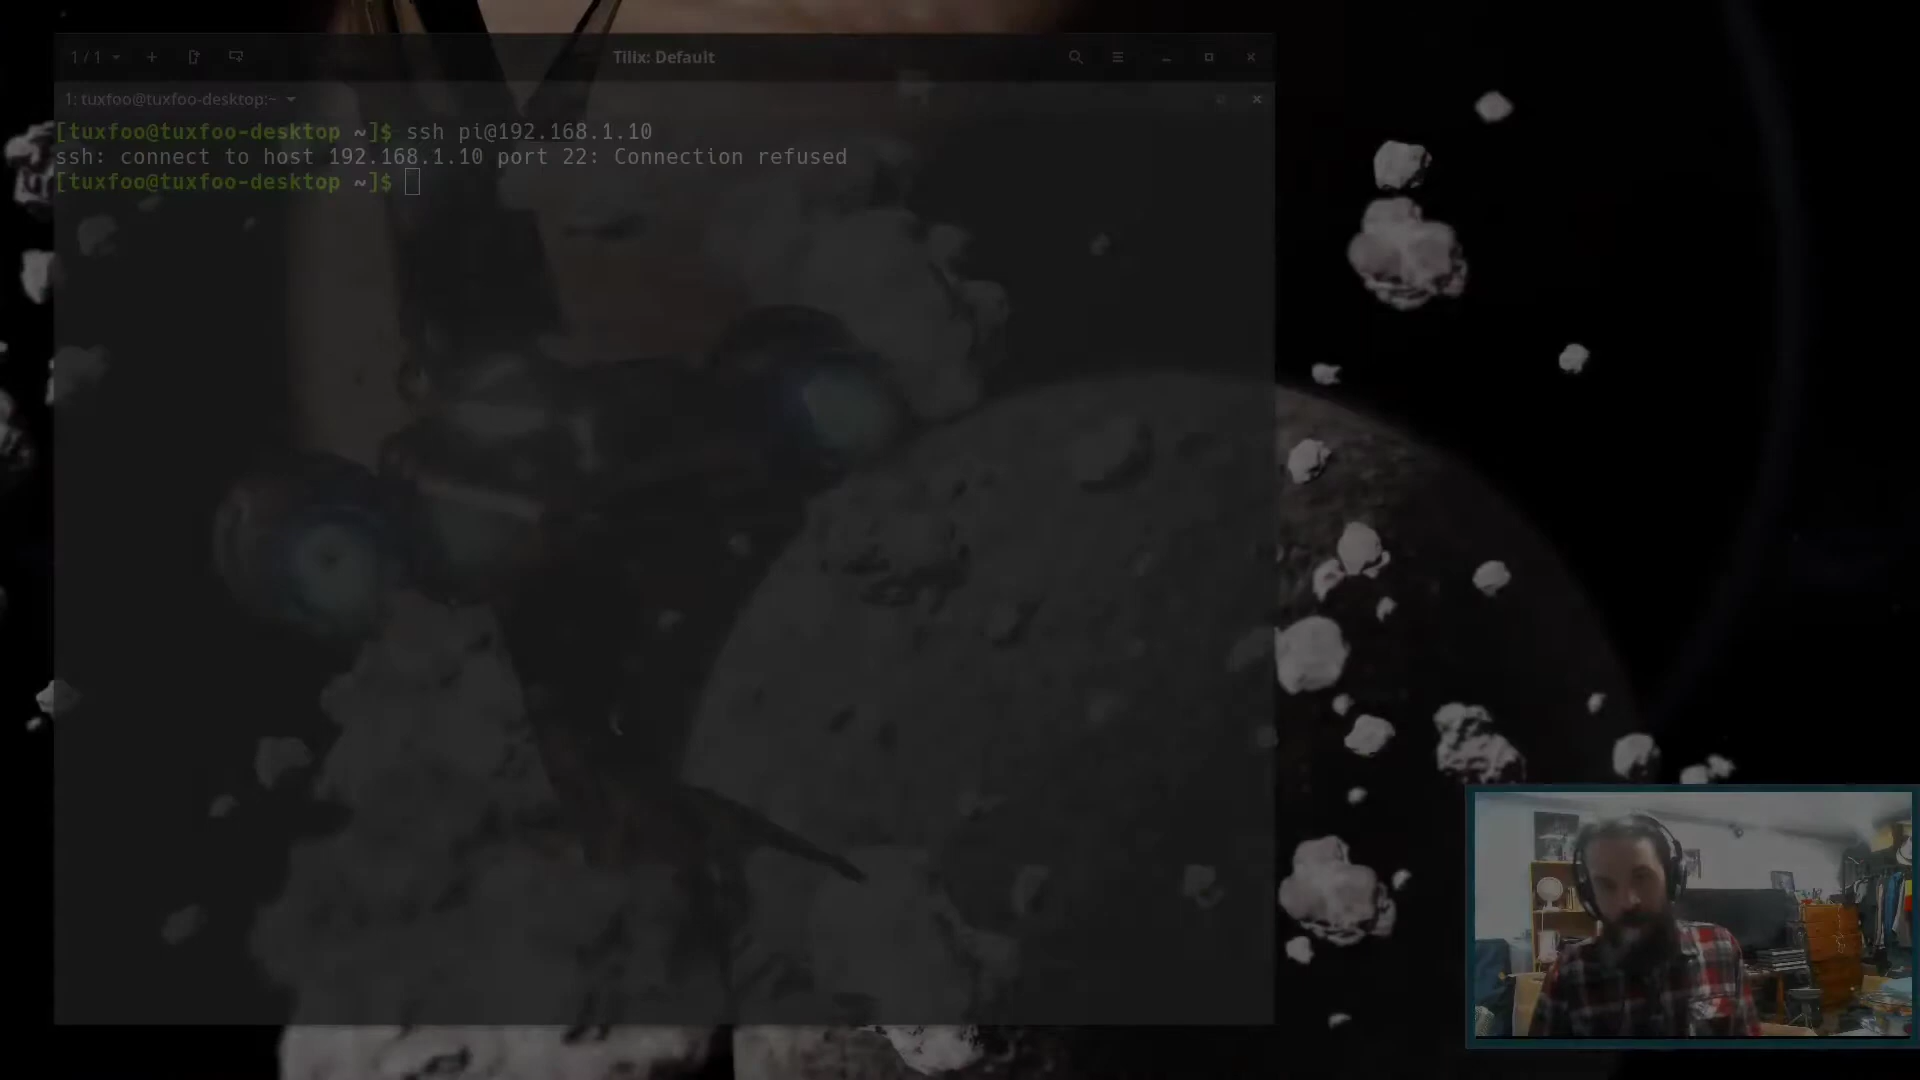 1 / 1
Tilix: Default
1: tuxfoo@tuxfoo-desktop:~
[tuxfoo@tuxfoo-desktop ~]$ ssh pi@192.168.1.10
ssh: connect to host 192.168.1.10 port 22: Connection refused
[tuxfoo@tuxfoo-desktop ~]$